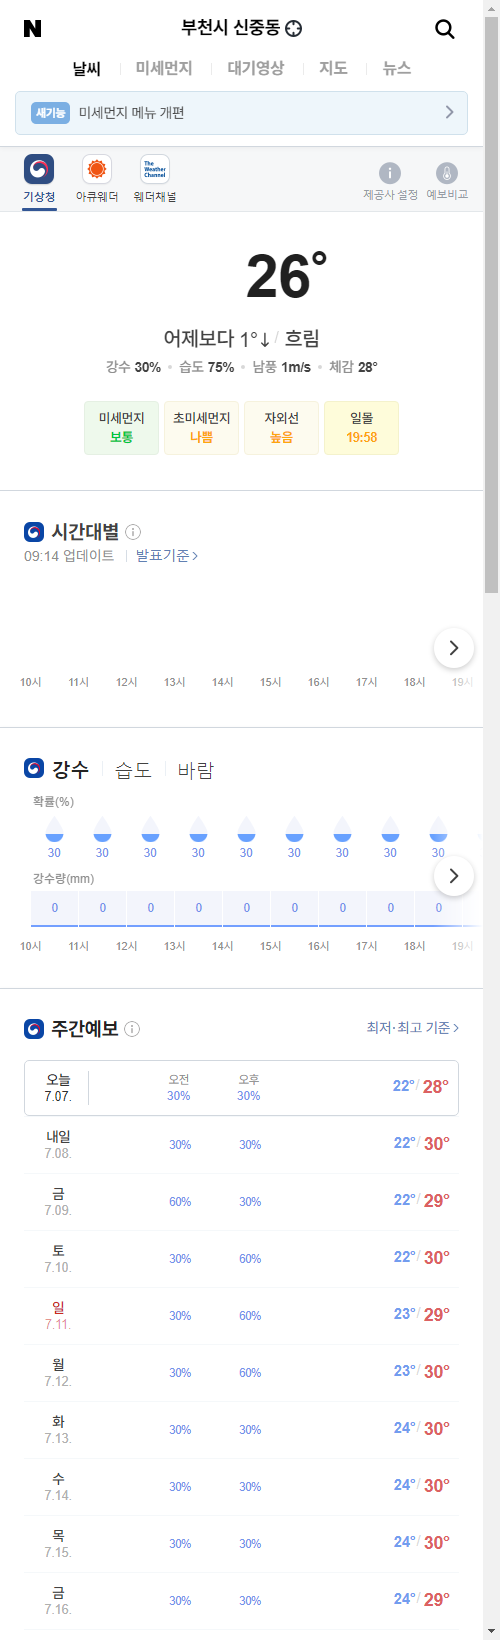 N 부천시 신중동
날씨 미세먼지 대기영상 지도 뉴스
새기능 미세먼지 메뉴 개편
The Weather Channel
기상청 아큐웨더 웨더채널 제공사 설정 예보비교
26°
어제보다 1°↓ / 흐림
강수 30% • 습도 75% • 남풍 1m/s • 체감 28°
미세먼지 초미세먼지 자외선 일몰
보통 나쁨 높음 19:58
시간대별
09:14 업데이트 발표기준 >
10시 11시 12시 13시 14시 15시 16시 17시 18시 19시
강수 습도 바람
확률(%)
30 30 30 30 30 30 30 30 30
강수량(mm)
0 0 0 0 0 0 0 0 0
10시 11시 12시 13시 14시 15시 16시 17시 18시 19시
주간예보 최저·최고 기준 >
오늘 오전 오후
7.07. 30% 30% 22°/ 28°
내일
7.08. 30% 30% 22°/ 30°
금
7.09. 60% 30% 22°/ 29°
토
7.10. 30% 60% 22°/ 30°
일
7.11. 30% 60% 23°/ 29°
월
7.12. 30% 60% 23°/ 30°
화
7.13. 30% 30% 24°/ 30°
수
7.14. 30% 30% 24°/ 30°
목
7.15. 30% 30% 24°/ 30°
금
7.16. 30% 30% 24°/ 29°